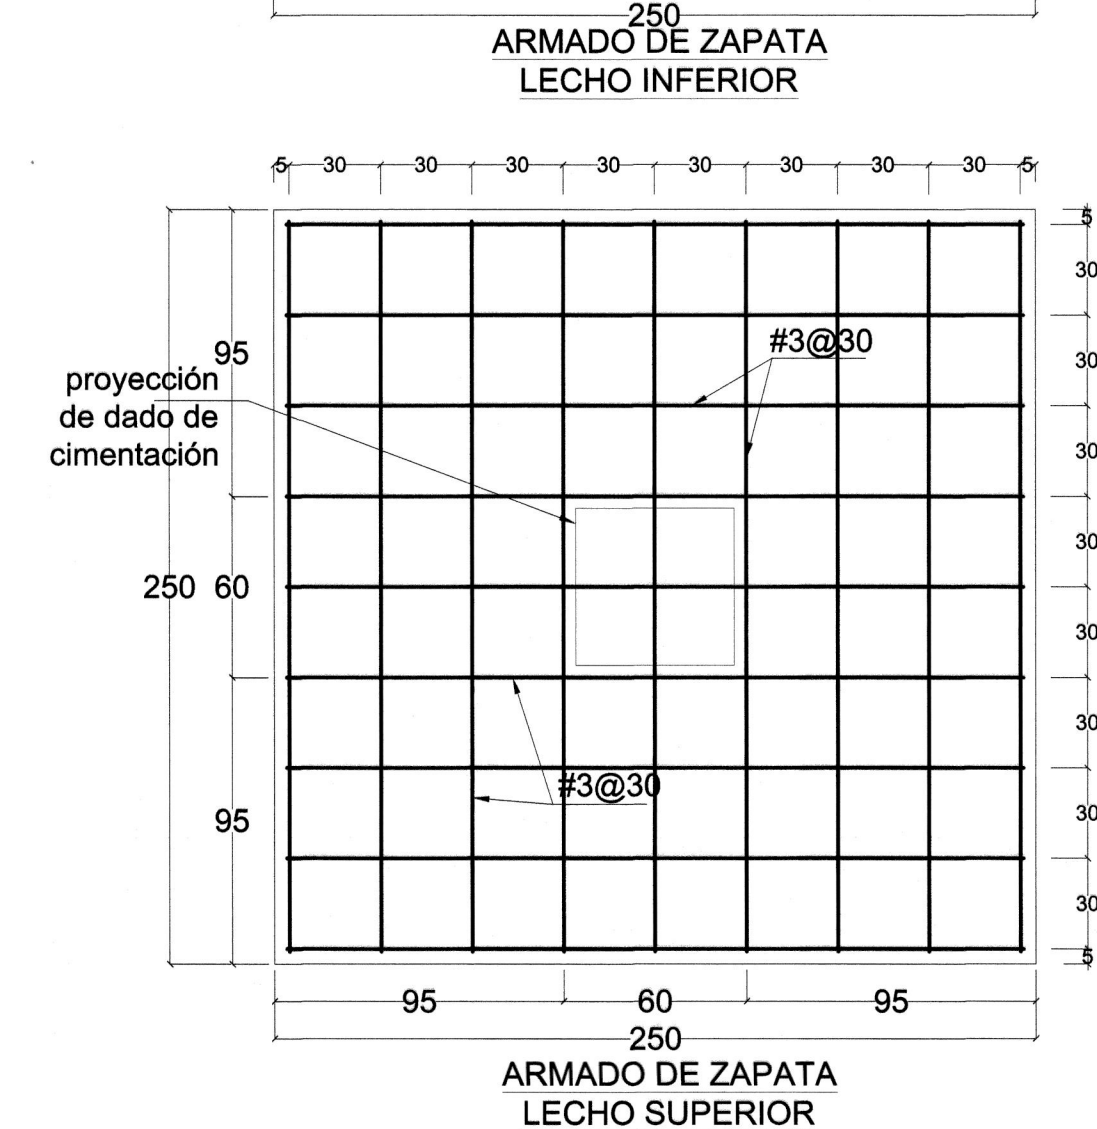 250
ARMADO DE ZAPATA
LECHO INFERIOR
5 30 30 30 30 30 30 30 30 5
5
30
30
30
30
30
30
30
30
5
#3@30
95
proyección
de dado de
cimentación
250 60
#3@30
95
95 60 95
250
ARMADO DE ZAPATA
LECHO SUPERIOR